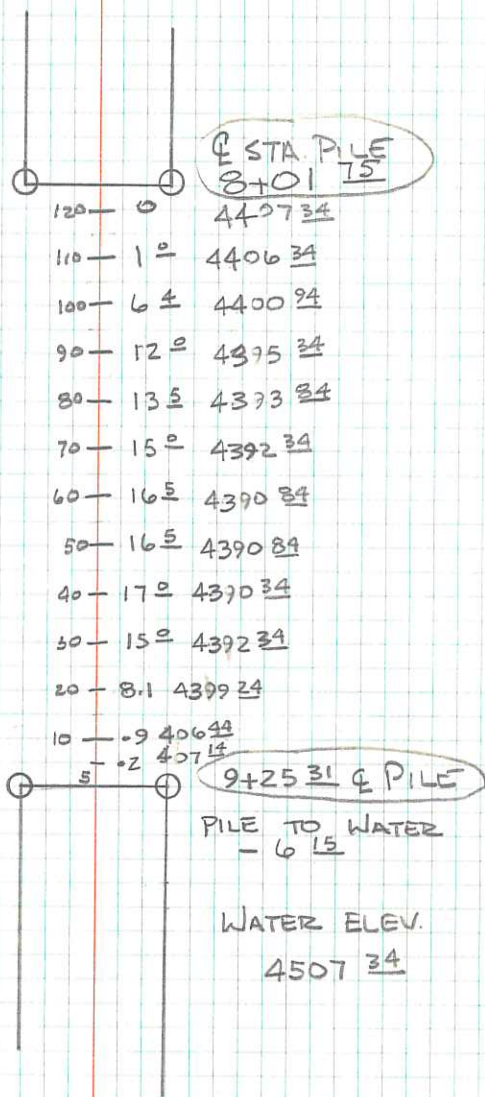 ℄ STA. PILE
8+01 75
120 — 0 4407 34
110 — 1 0 4406 34
100 — 6 4 4400 94
90 — 12 0 4395 34
80 — 13 5 4393 84
70 — 15 0 4392 34
60 — 16 5 4390 84
50 — 16 5 4390 84
40 — 17 0 4390 34
30 — 15 0 4392 34
20 — 8.1 4399 24
10 — .9 406 44
5 — .2 407 14
9+25 31 ℄ PILE
PILE TO WATER
- 6 15
WATER ELEV.
4507 34